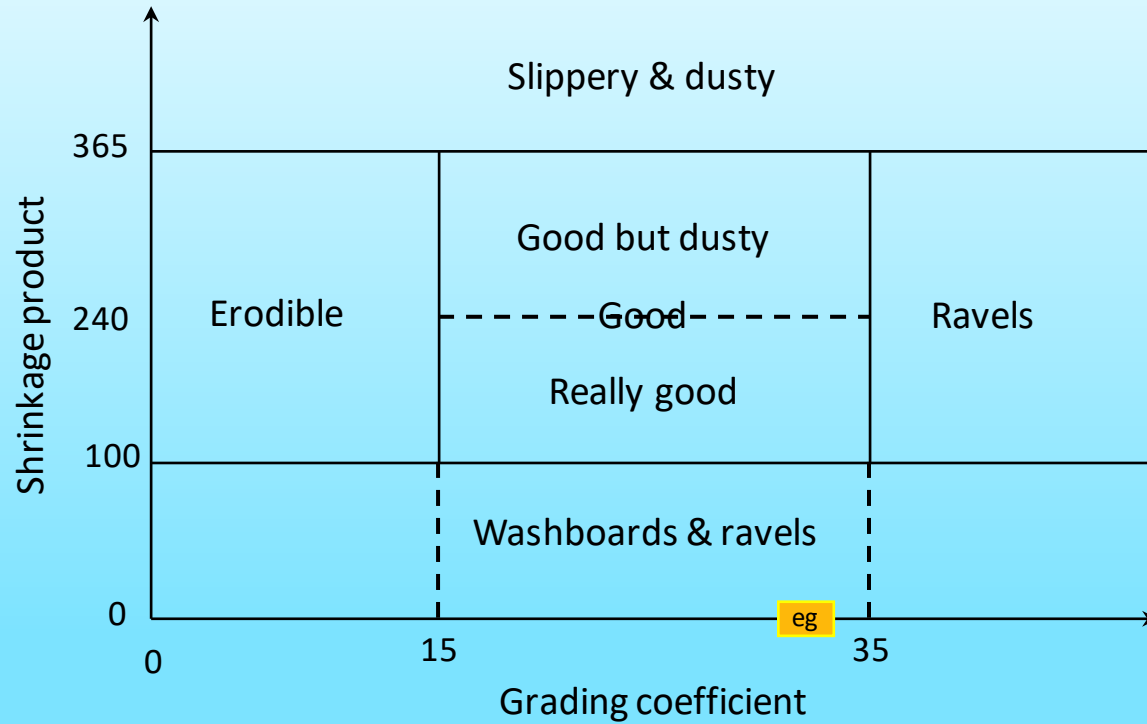 Slippery & dusty
365
Good but dusty
Shrinkage product
240
Erodible
Good
Ravels
Really good
100
Washboards & ravels
0
eg
0
15
35
Grading coefficient